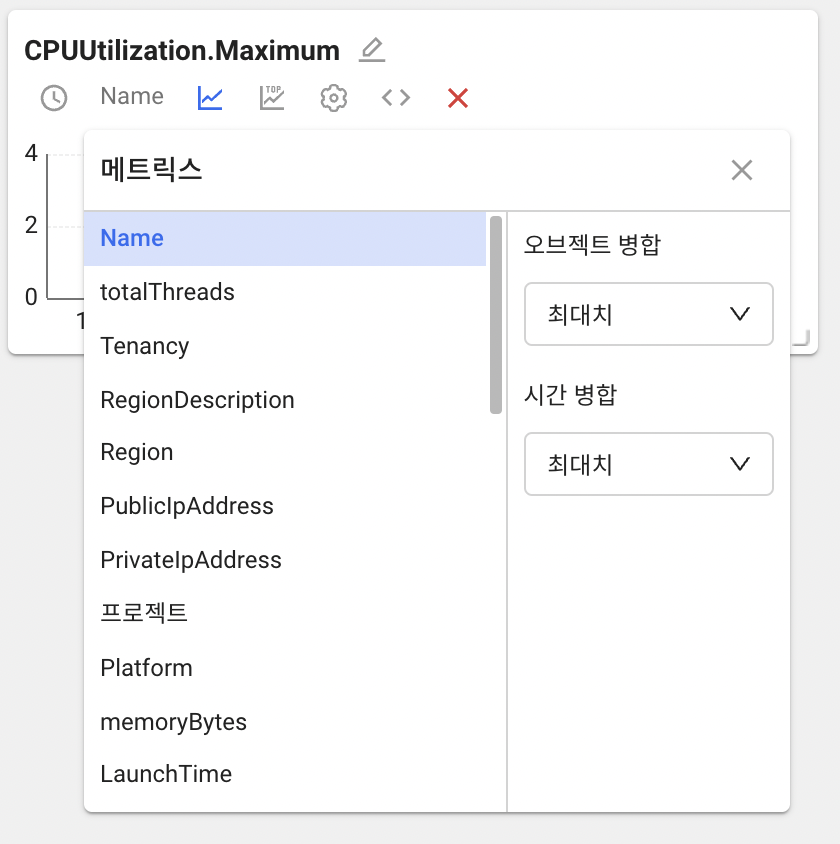 CPUUtilization.Maximum
Name
TOP
4
2
0
1
메트릭스
Name
totalThreads
Tenancy
RegionDescription
Region
PublicIpAddress
PrivateIpAddress
프로젝트
Platform
memoryBytes
LaunchTime
오브젝트 병합
최대치
시간 병합
최대치